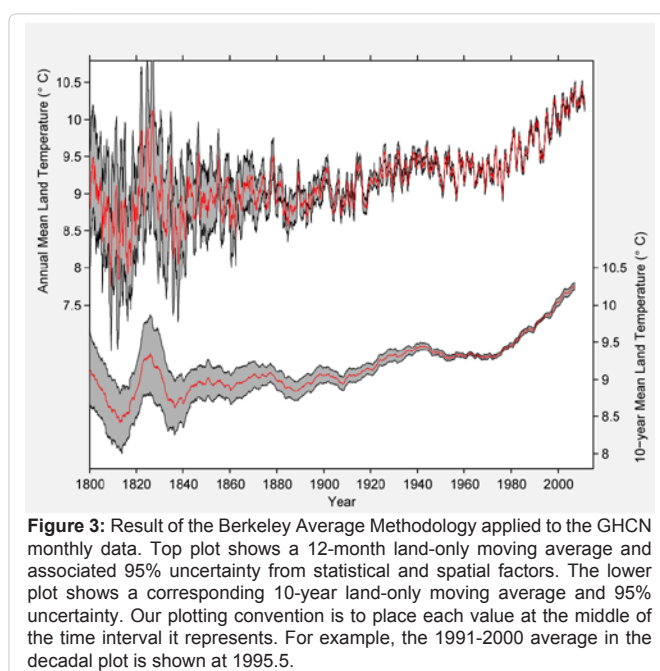 10.5
10
9.5
9
8.5
8
7.5
Annual Mean Land Temperature (° C)
10.5
10
9.5
9
8.5
8
10-year Mean Land Temperature (° C)
1800 1820 1840 1860 1880 1900 1920 1940 1960 1980 2000
Year
Figure 3: Result of the Berkeley Average Methodology applied to the GHCN
monthly data. Top plot shows a 12-month land-only moving average and
associated 95% uncertainty from statistical and spatial factors. The lower
plot shows a corresponding 10-year land-only moving average and 95%
uncertainty. Our plotting convention is to place each value at the middle of
the time interval it represents. For example, the 1991-2000 average in the
decadal plot is shown at 1995.5.